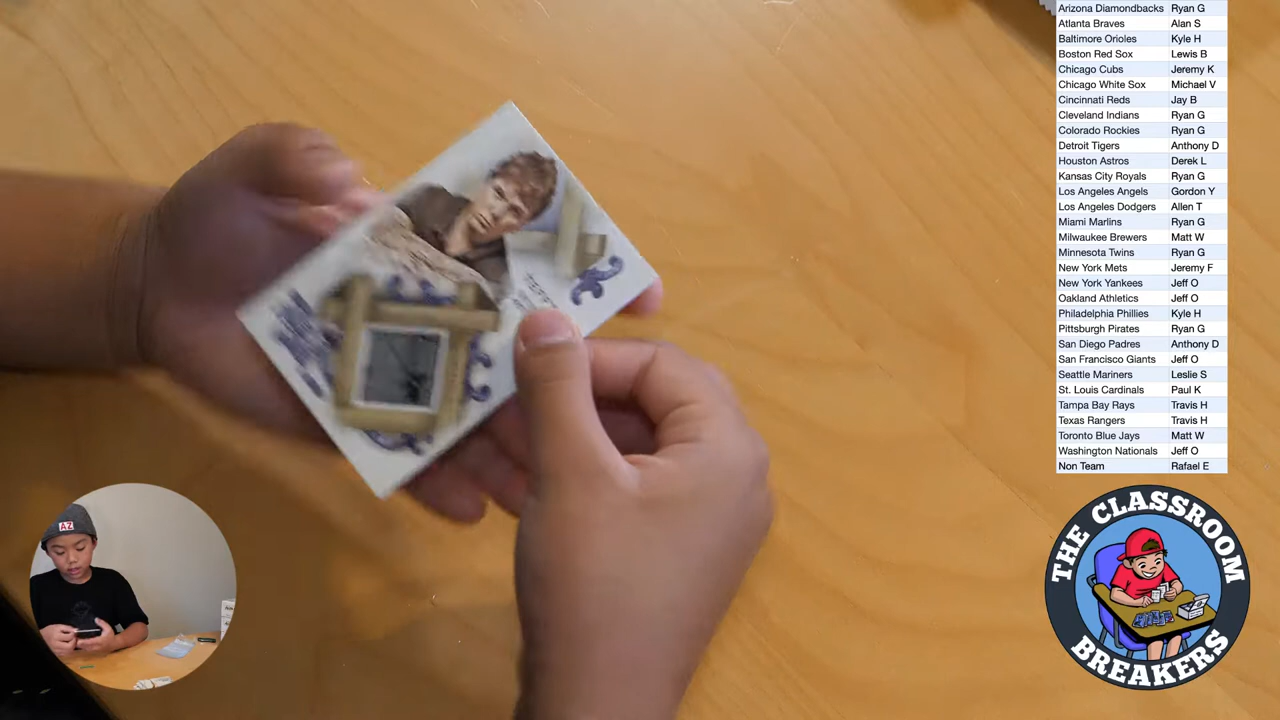 Arizona Diamondbacks Ryan G
Atlanta Braves Alan S
Baltimore Orioles Kyle H
Boston Red Sox Lewis B
Chicago Cubs Jeremy K
Chicago White Sox Michael V
Cincinnati Reds Jay B
Cleveland Indians Ryan G
Colorado Rockies Ryan G
Detroit Tigers Anthony D
Houston Astros Derek L
Kansas City Royals Ryan G
Los Angeles Angels Gordon Y
Los Angeles Dodgers Allen T
Miami Marlins Ryan G
Milwaukee Brewers Matt W
Minnesota Twins Ryan G
New York Mets Jeremy F
New York Yankees Jeff O
Oakland Athletics Jeff O
Philadelphia Phillies Kyle H
Pittsburgh Pirates Ryan G
San Diego Padres Anthony D
San Francisco Giants Jeff O
Seattle Mariners Leslie S
St. Louis Cardinals Paul K
Tampa Bay Rays Travis H
Texas Rangers Travis H
Toronto Blue Jays Matt W
Washington Nationals Jeff O
Non Team Rafael E
THE CLASSROOM
BREAKERS
AZ